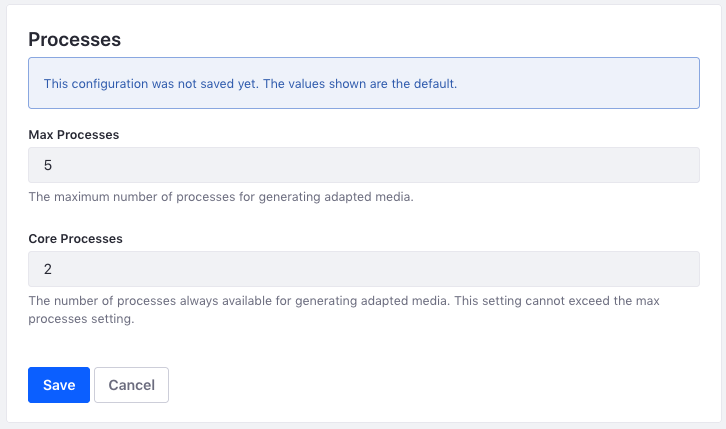 Processes
This configuration was not saved yet. The values shown are the default.
Max Processes
5
The maximum number of processes for generating adapted media.
Core Processes
2
The number of processes always available for generating adapted media. This setting cannot exceed the max
processes setting.
Save Cancel